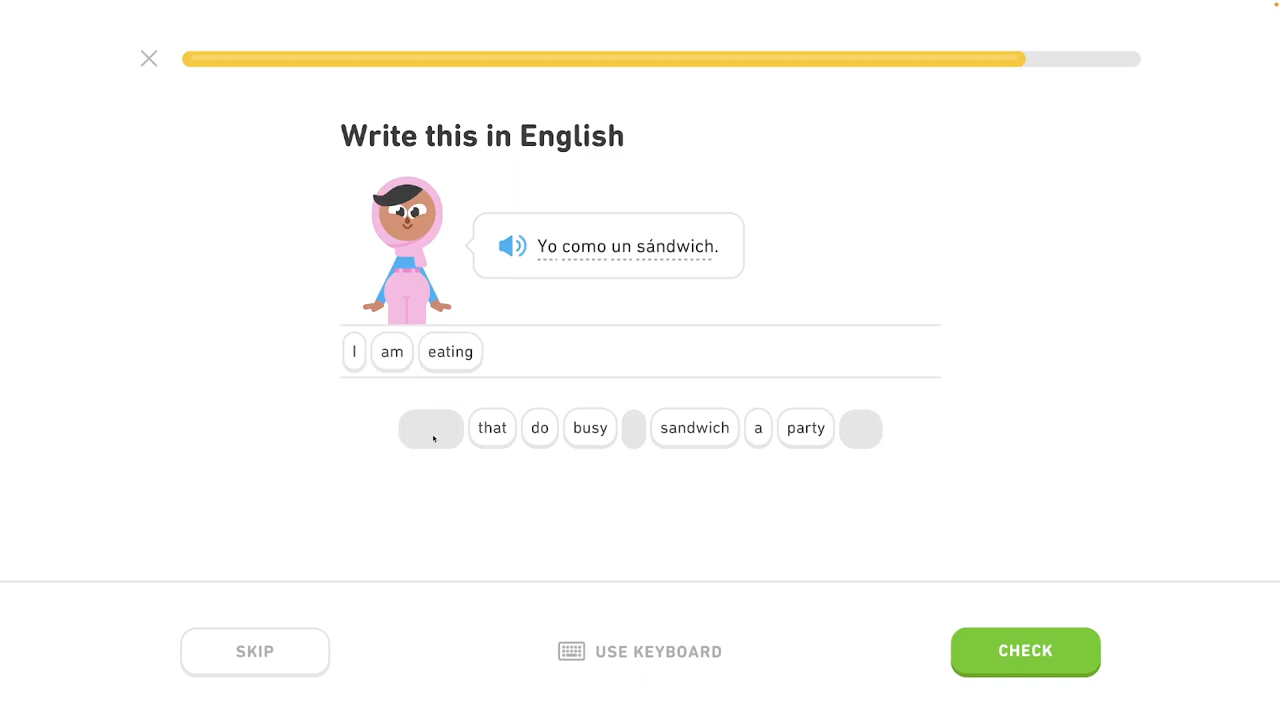 Write this in English
Yo como un sándwich.
I am eating
that do busy sandwich a party
SKIP USE KEYBOARD CHECK